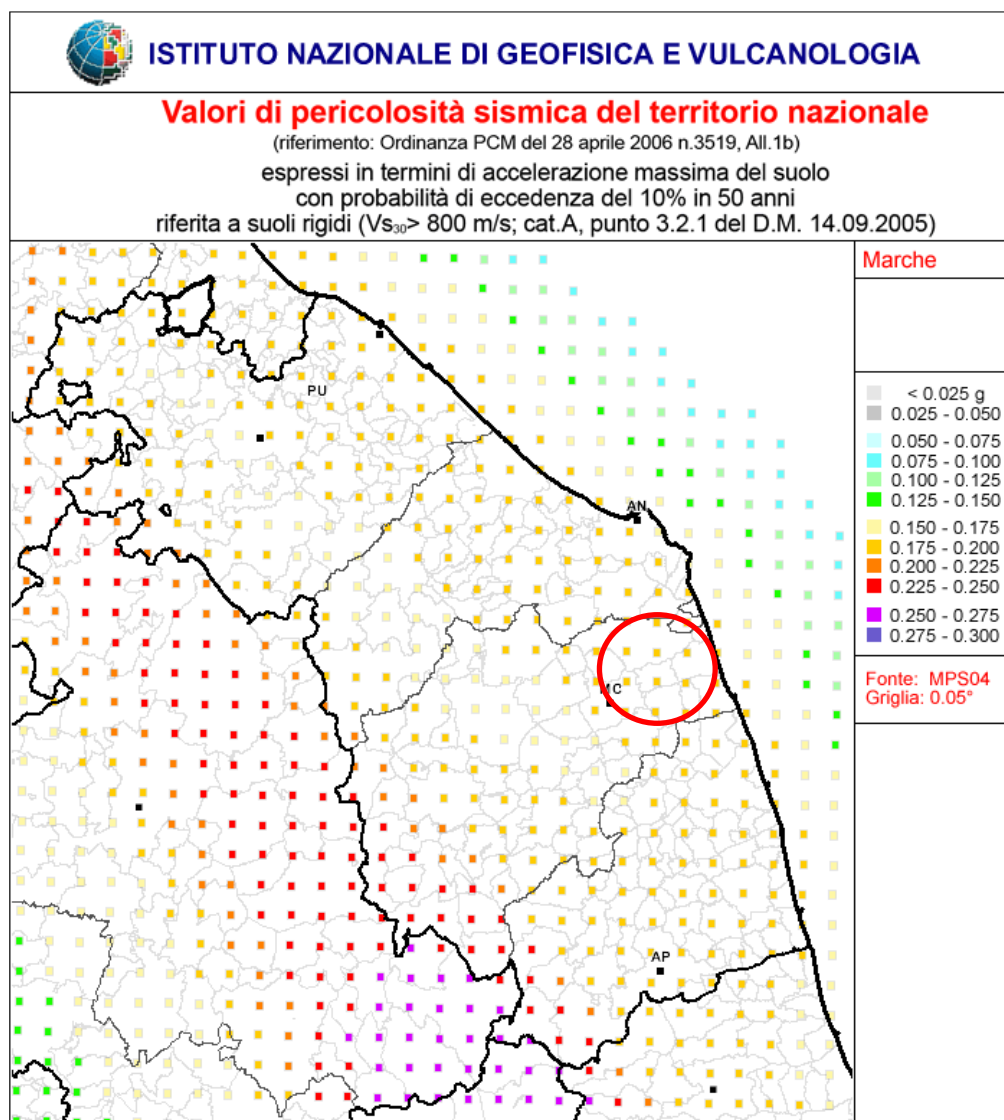 ISTITUTO NAZIONALE DI GEOFISICA E VULCANOLOGIA
Valori di pericolosità sismica del territorio nazionale
(riferimento: Ordinanza PCM del 28 aprile 2006 n.3519, All.1b)
espressi in termini di accelerazione massima del suolo
con probabilità di eccedenza del 10% in 50 anni
riferita a suoli rigidi (Vs₃₀> 800 m/s; cat.A, punto 3.2.1 del D.M. 14.09.2005)
Marche
PU
AN
MC
AP
< 0.025 g
0.025 - 0.050
0.050 - 0.075
0.075 - 0.100
0.100 - 0.125
0.125 - 0.150
0.150 - 0.175
0.175 - 0.200
0.200 - 0.225
0.225 - 0.250
0.250 - 0.275
0.275 - 0.300
Fonte: MPS04
Griglia: 0.05°